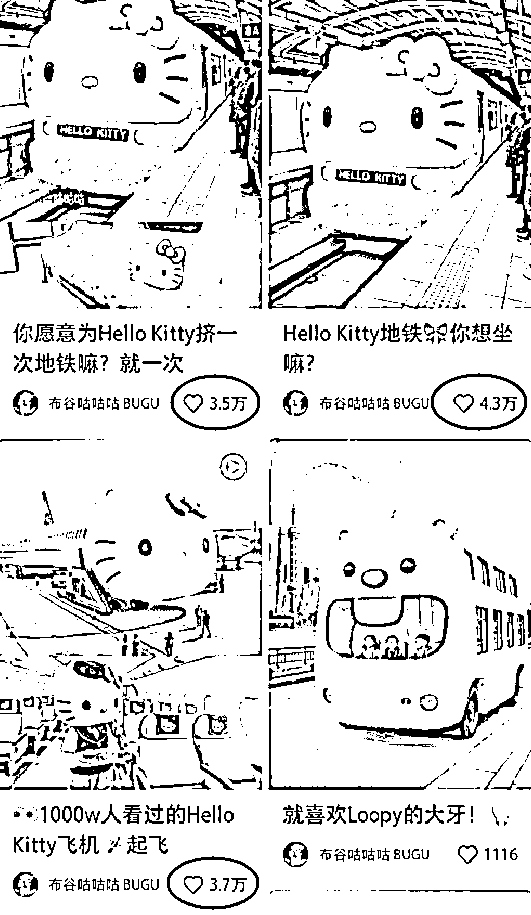 HELLO KITTY
HELLO KITTY
你愿意为Hello Kitty挤一
次地铁嘛？就一次
布谷咕咕咕 BUGU
3.5万
Hello Kitty地铁🎀你想坐
嘛？
布谷咕咕咕 BUGU
4.3万
👀1000w人看过的Hello
Kitty飞机 ✈️ 起飞
布谷咕咕咕 BUGU
3.7万
就喜欢Loopy的大牙！
布谷咕咕咕 BUGU
1116